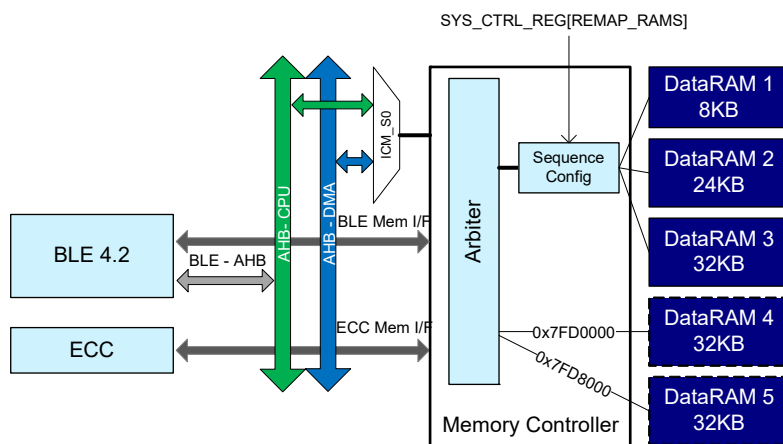 SYS_CTRL_REG[REMAP_RAMS]
DataRAM 1
8KB
ICM_S0
Sequence
Config
DataRAM 2
24KB
AHB- CPU
AHB - DMA
Arbiter
BLE Mem I/F
BLE 4.2
BLE - AHB
DataRAM 3
32KB
ECC Mem I/F
ECC
0x7FD0000
DataRAM 4
32KB
0x7FD8000
DataRAM 5
32KB
Memory Controller